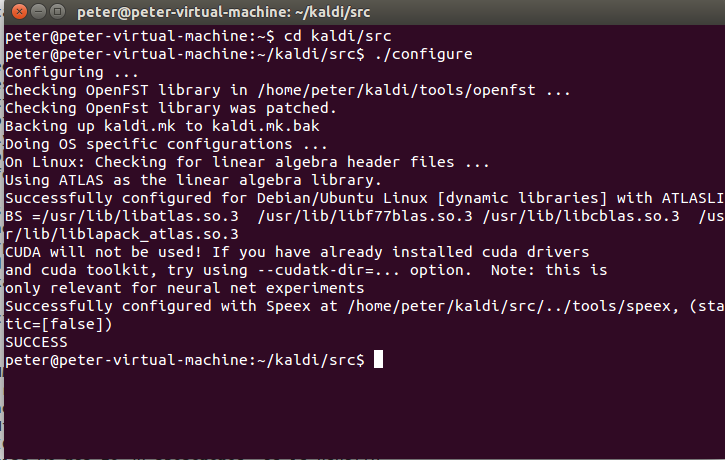 peter@peter-virtual-machine: ~/kaldi/src
peter@peter-virtual-machine:~$ cd kaldi/src
peter@peter-virtual-machine:~/kaldi/src$ ./configure
Configuring ...
Checking OpenFST library in /home/peter/kaldi/tools/openfst ...
Checking OpenFst library was patched.
Backing up kaldi.mk to kaldi.mk.bak
Doing OS specific configurations ...
On Linux: Checking for linear algebra header files ...
Using ATLAS as the linear algebra library.
Successfully configured for Debian/Ubuntu Linux [dynamic libraries] with ATLASLI
BS =/usr/lib/libatlas.so.3  /usr/lib/libf77blas.so.3 /usr/lib/libcblas.so.3  /us
r/lib/liblapack_atlas.so.3
CUDA will not be used! If you have already installed cuda drivers
and cuda toolkit, try using --cudatk-dir=... option.  Note: this is
only relevant for neural net experiments
Successfully configured with Speex at /home/peter/kaldi/src/../tools/speex, (sta
tic=[false])
SUCCESS
peter@peter-virtual-machine:~/kaldi/src$